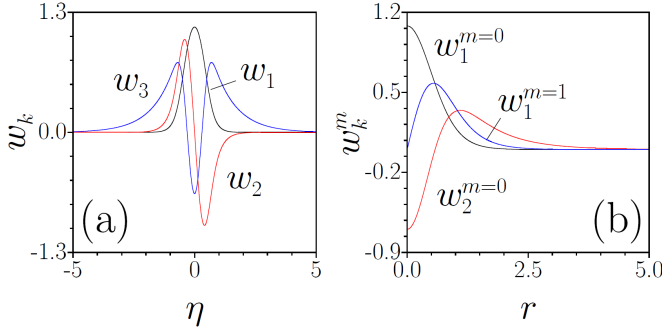 1.3
w_3
w_1
w_k
0.0
w_2
(a)
-1.3
-5
0
5
η
1.2
w_1^{m=0}
0.5
w_1^{m=1}
w_k^m
-0.2
w_2^{m=0}
(b)
-0.9
0
2.5
5.0
r